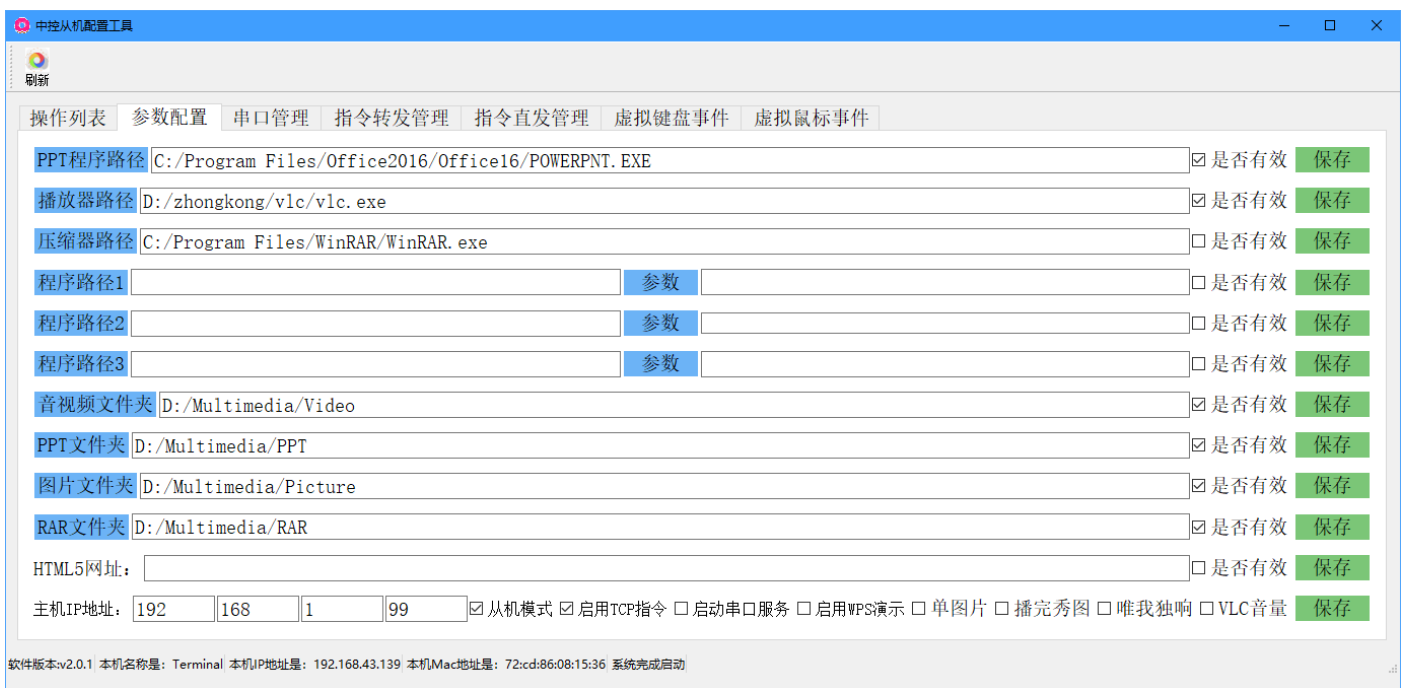 中控从机配置工具
刷新
操作列表 参数配置 串口管理 指令转发管理 指令直发管理 虚拟键盘事件 虚拟鼠标事件
PPT程序路径 C:/Program Files/Office2016/Office16/POWERPNT.EXE 是否有效 保存
播放器路径 D:/zhongkong/vlc/vlc.exe 是否有效 保存
压缩器路径 C:/Program Files/WinRAR/WinRAR.exe 是否有效 保存
程序路径1 参数 是否有效 保存
程序路径2 参数 是否有效 保存
程序路径3 参数 是否有效 保存
音视频文件夹 D:/Multimedia/Video 是否有效 保存
PPT文件夹 D:/Multimedia/PPT 是否有效 保存
图片文件夹 D:/Multimedia/Picture 是否有效 保存
RAR文件夹 D:/Multimedia/RAR 是否有效 保存
HTML5网址: 是否有效 保存
主机IP地址: 192 168 1 99 从机模式 启用TCP指令 启动串口服务 启用WPS演示 单图片 播完秀图 唯我独响 VLC音量 保存
软件版本:v2.0.1 本机名称是: Terminal 本机IP地址是: 192.168.43.139 本机Mac地址是: 72:cd:86:08:15:36 系统完成启动